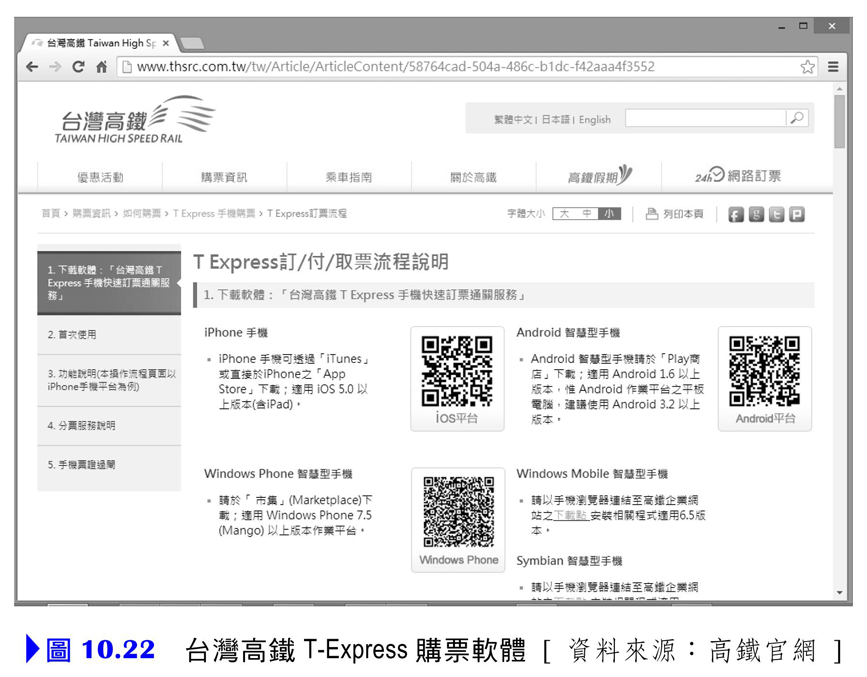 台灣高鐵 Taiwan High Sp
www.thsrc.com.tw/tw/Article/ArticleContent/58764cad-504a-486c-b1dc-f42aaa4f3552
台灣高鐵
TAIWAN HIGH SPEED RAIL
繁體中文 | 日本語 | English
優惠活動 購票資訊 乘車指南 關於高鐵 高鐵假期 24h 網路訂票
首頁 › 購票資訊 › 如何購票 › T Express 手機購票 › T Express訂票流程
字體大小 大 中 小 列印本頁
1. 下載軟體：「台灣高鐵 T
Express 手機快速訂票通關服
務」
2. 首次使用
3. 功能說明(本操作流程頁面以
iPhone手機平台為例)
4. 分票服務說明
5. 手機票證過閘
T Express訂/付/取票流程說明
1. 下載軟體：「台灣高鐵 T Express 手機快速訂票通關服務」
iPhone 手機
iPhone 手機可透過「iTunes」
或直接於iPhone之「App
Store」下載；適用 iOS 5.0 以
上版本(含iPad)。
iOS平台
Android 智慧型手機
Android 智慧型手機請於「Play商
店」下載；適用 Android 1.6 以上
版本，惟 Android 作業平台之平板
電腦，建議使用 Android 3.2 以上
版本。
Android平台
Windows Phone 智慧型手機
請於「 市集」(Marketplace)下
載；適用 Windows Phone 7.5
(Mango) 以上版本作業平台。
Windows Phone
Windows Mobile 智慧型手機
請以手機瀏覽器連結至高鐵企業網
站之下載點 安裝相關程式適用6.5版
本。
Symbian 智慧型手機
請以手機瀏覽器連結至高鐵企業網
圖 10.22 台灣高鐵 T-Express 購票軟體 [ 資料來源：高鐵官網 ]